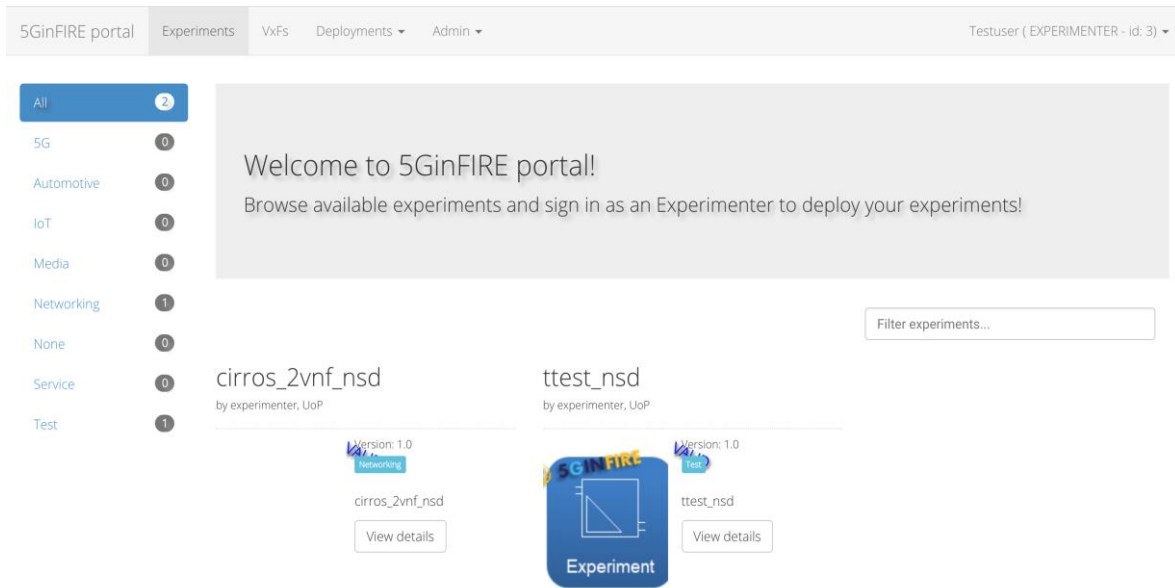 5GinFIRE portal Experiments VxFs Deployments Admin Testuser ( EXPERIMENTER - id: 3)
All 2
5G 0
Automotive 0
IoT 0
Media 0
Networking 1
None 0
Service 0
Test 1
Welcome to 5GinFIRE portal!
Browse available experiments and sign in as an Experimenter to deploy your experiments!
Filter experiments...
cirros_2vnf_nsd
by experimenter, UoP
Version: 1.0
Networking
cirros_2vnf_nsd
View details
ttest_nsd
by experimenter, UoP
5GINFIRE
Experiment
Version: 1.0
Test
ttest_nsd
View details